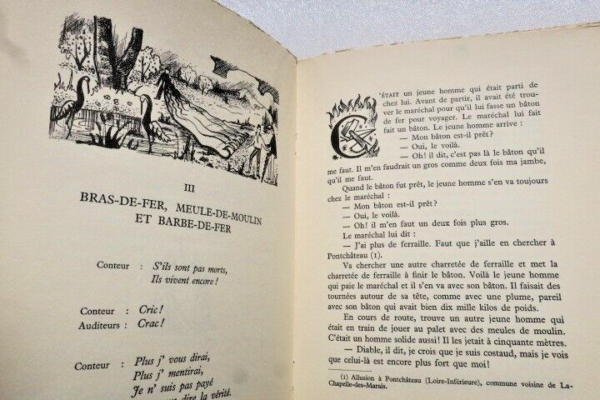 III
BRAS-DE-FER, MEULE-DE-MOULIN
ET BARBE-DE-FER
Conteur : S'ils sont pas morts,
Ils vivent encore !
Conteur : Cric !
Auditeurs : Crac !
Conteur : Plus j' vous dirai,
Plus j' mentirai,
Je n' suis pas payé
dire la vérité.
C'ÉTAIT un jeune homme qui était parti de
chez lui. Avant de partir, il avait été trou-
ver le maréchal pour qu'il lui fasse un bâton
de fer pour voyager. Le maréchal lui fait
fait un bâton. Le jeune homme arrive :
— Mon bâton est-il prêt?
— Oui, le voilà.
— Oh! il dit, c'est pas là le bâton qu'il
me faut. Il m'en faudrait un gros comme deux fois ma jambe,
qu'il me faut.
Quand le bâton fut prêt, le jeune homme s'en va toujours
chez le maréchal :
— Mon bâton est-il prêt?
— Oui, le voilà.
— Oh! il m'en faut un deux fois plus gros.
Le maréchal lui dit :
— J'ai plus de ferraille. Faut que j'aille en chercher à
Pontchâteau (1).
Va chercher une autre charretée de ferraille et met la
charretée de ferraille à finir le bâton. Voilà le jeune homme
qui paie le maréchal et il s'en va avec son bâton. Il faisait des
tournées autour de sa tête, comme avec une plume, pareil
avec son bâton qui avait bien dix mille kilos de poids.
En cours de route, trouve un autre jeune homme qui
était en train de jouer au palet avec des meules de moulin.
C'était un homme solide aussi! Il les jetait à cinquante mètres.
— Diable, il dit, je crois que je suis costaud, mais je vois
que celui-là est encore plus fort que moi!
(1) Allusion à Pontchâteau (Loire-Inférieure), commune voisine de La-
Chapelle-des-Marais.